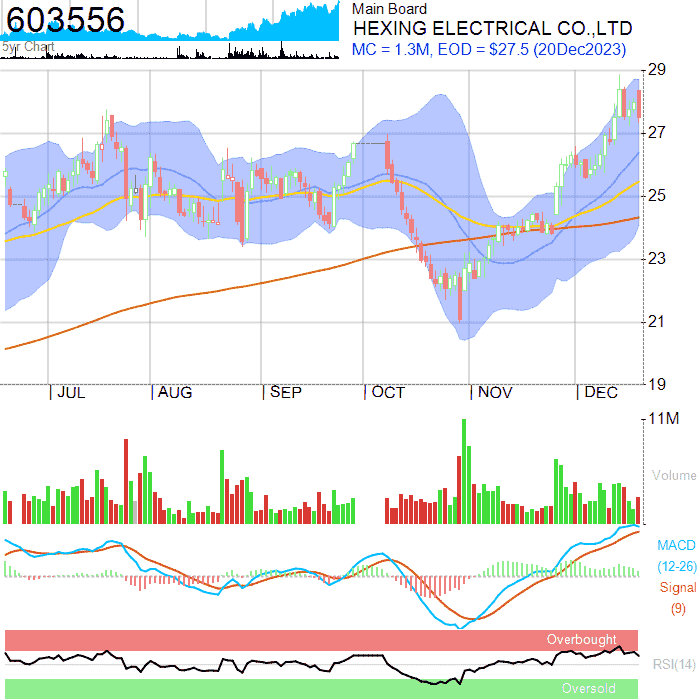 603556
5yr Chart
Main Board
HEXING ELECTRICAL CO.,LTD
MC = 1.3M, EOD = $27.5 (20Dec2023)
29
27
25
23
21
19
JUL
AUG
SEP
OCT
NOV
DEC
11M
Volume
MACD
(12-26)
Signal
(9)
Overbought
RSI(14)
Oversold